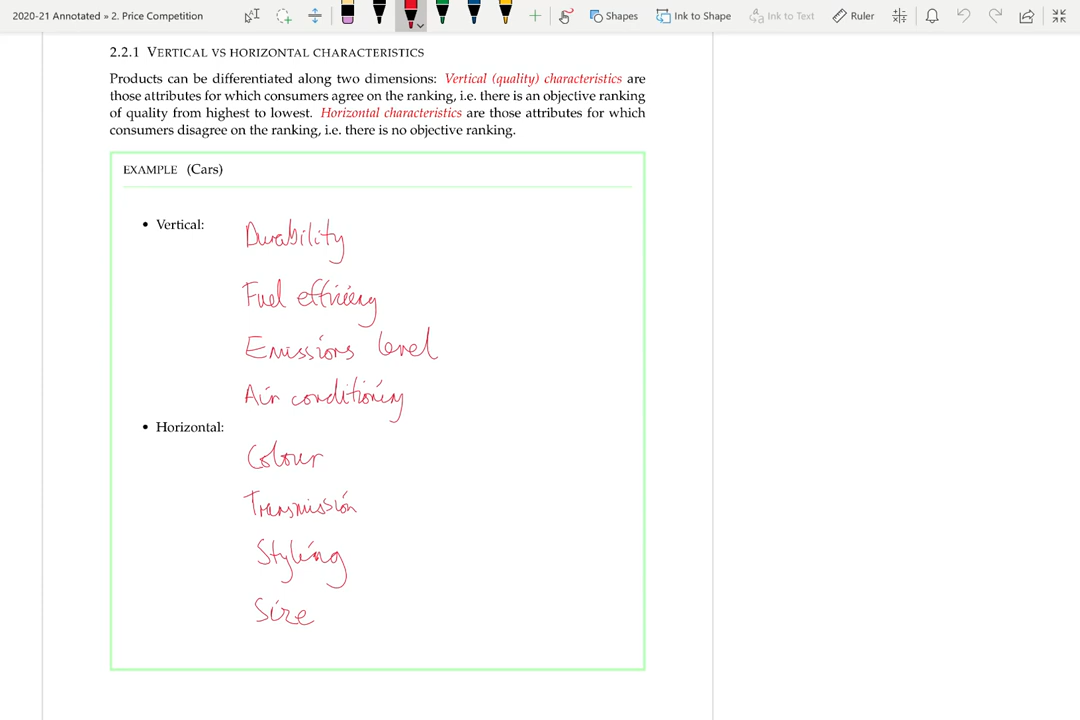 2020-21 Annotated » 2. Price Competition
Shapes
Ink to Shape
Ink to Text
Ruler
2.2.1 VERTICAL VS HORIZONTAL CHARACTERISTICS
Products can be differentiated along two dimensions: Vertical (quality) characteristics are
those attributes for which consumers agree on the ranking, i.e. there is an objective ranking
of quality from highest to lowest. Horizontal characteristics are those attributes for which
consumers disagree on the ranking, i.e. there is no objective ranking.
EXAMPLE (Cars)
• Vertical:
Durability
Fuel efficiency
Emissions level
Air conditioning
• Horizontal:
Colour
Transmission
Styling
Size